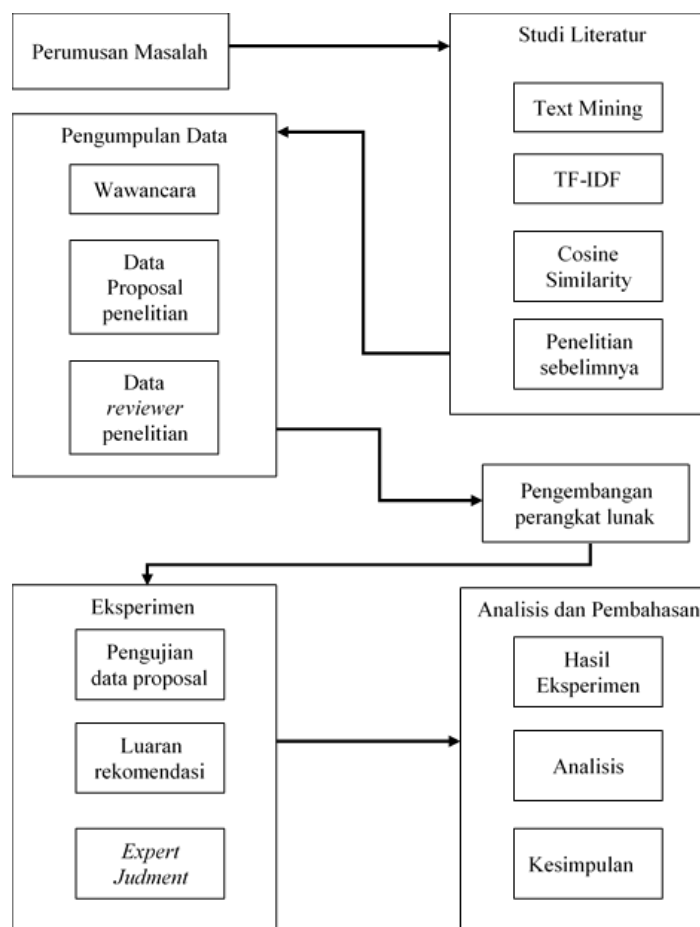 Perumusan Masalah
Studi Literatur
Text Mining
TF-IDF
Cosine
Similarity
Penelitian
sebelimnya
Pengumpulan Data
Wawancara
Data
Proposal
penelitian
Data
reviewer
penelitian
Pengembangan
perangkat lunak
Eksperimen
Pengujian
data proposal
Luaran
rekomendasi
Expert
Judment
Analisis dan Pembahasan
Hasil
Eksperimen
Analisis
Kesimpulan